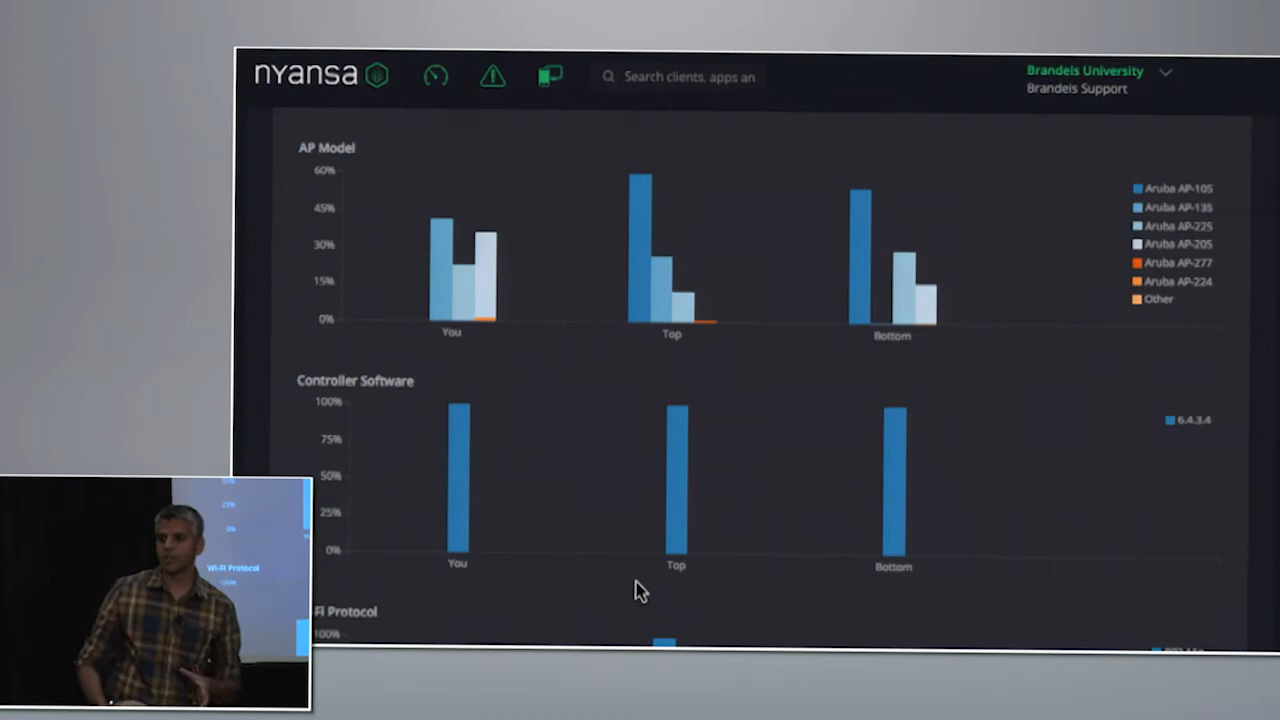 nyansa
Search clients, apps an
Brandeis University
Brandeis Support
AP Model
60%
45%
30%
15%
0%
You
Top
Bottom
Aruba AP-105
Aruba AP-135
Aruba AP-225
Aruba AP-205
Aruba AP-277
Aruba AP-224
Other
Controller Software
100%
75%
50%
25%
0%
You
Top
Bottom
6.4.3.4
Fi Protocol
100%
25%
0%
Wi-Fi Protocol
100%